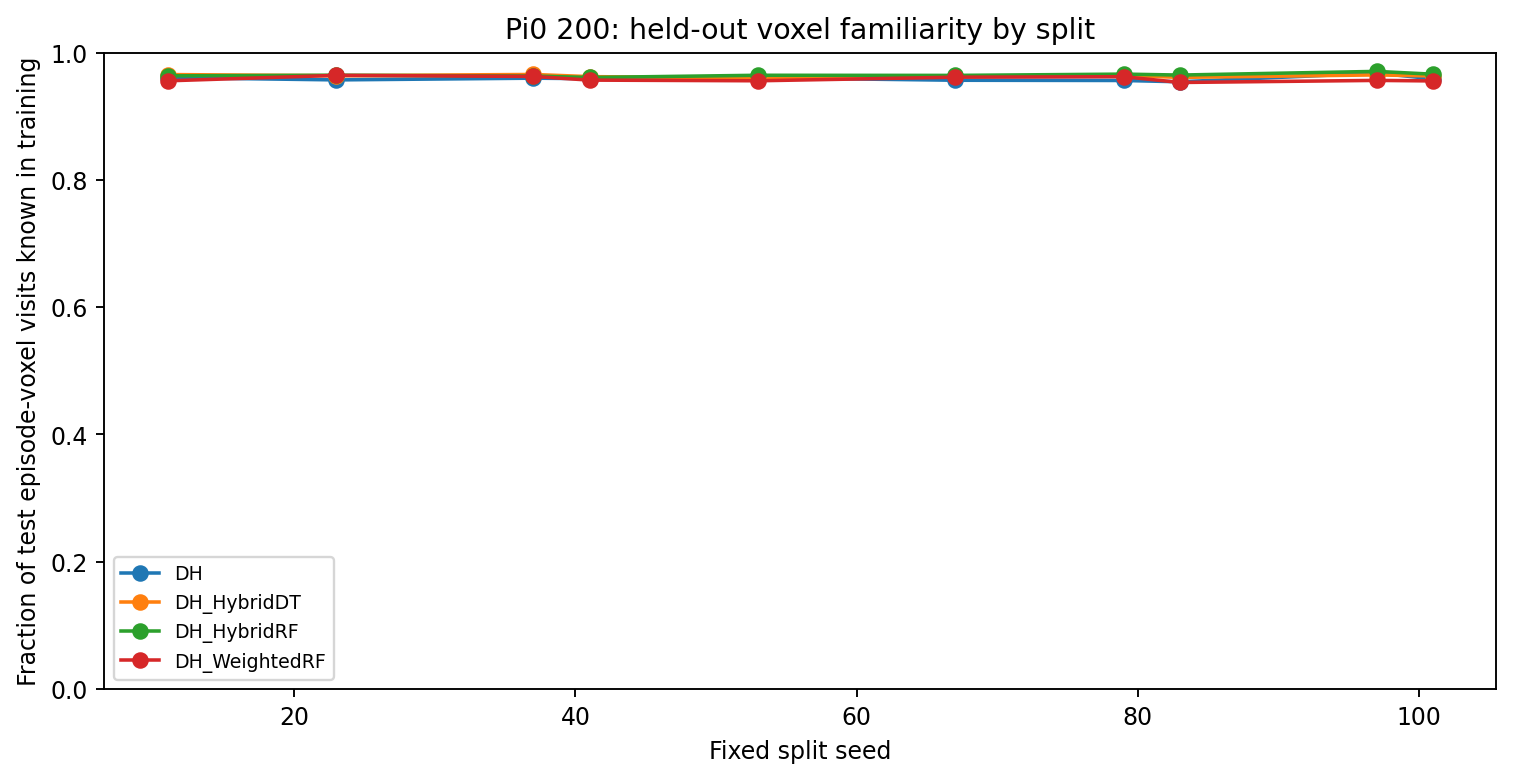 Pi0 200: held-out voxel familiarity by split
Fraction of test episode-voxel visits known in training
1.0
0.8
0.6
0.4
0.2
0.0
DH
DH_HybridDT
DH_HybridRF
DH_WeightedRF
20 40 60 80 100
Fixed split seed